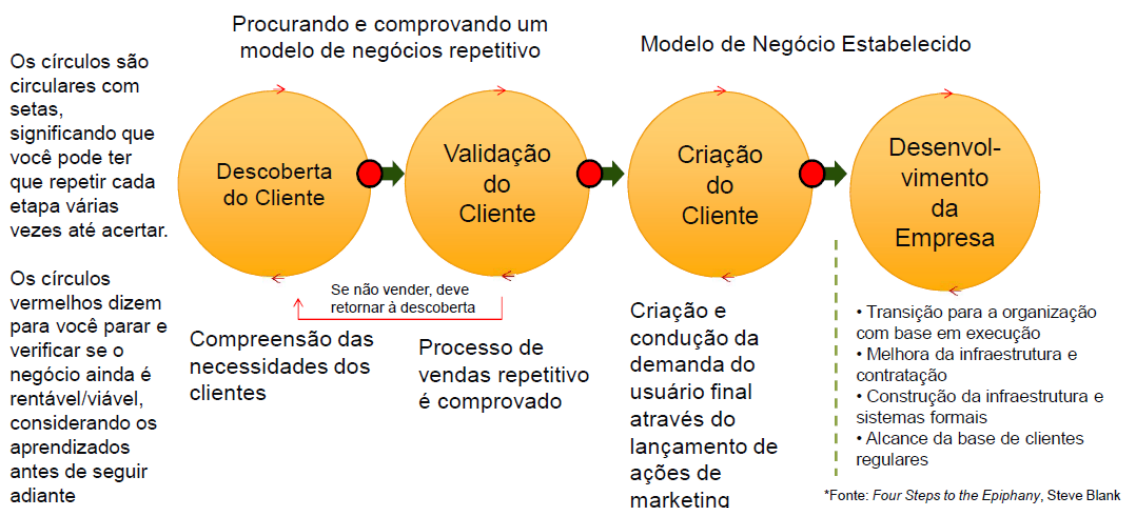 Procurando e comprovando um
modelo de negócios repetitivo
Modelo de Negócio Estabelecido
Os círculos são
circulares com
setas,
significando que
você pode ter
que repetir cada
etapa várias
vezes até acertar.
Os círculos
vermelhos dizem
para você parar e
verificar se o
negócio ainda é
rentável/viável,
considerando os
aprendizados
antes de seguir
adiante
Descoberta
do Cliente
Validação
do
Cliente
Criação
do
Cliente
Desenvol-
vimento
da
Empresa
Se não vender, deve
retornar à descoberta
Compreensão das
necessidades dos
clientes
Processo de
vendas repetitivo
é comprovado
Criação e
condução da
demanda do
usuário final
através do
lançamento de
ações de
marketing
• Transição para a organização
com base em execução
• Melhora da infraestrutura e
contratação
• Construção da infraestrutura e
sistemas formais
• Alcance da base de clientes
regulares
*Fonte: Four Steps to the Epiphany, Steve Blank